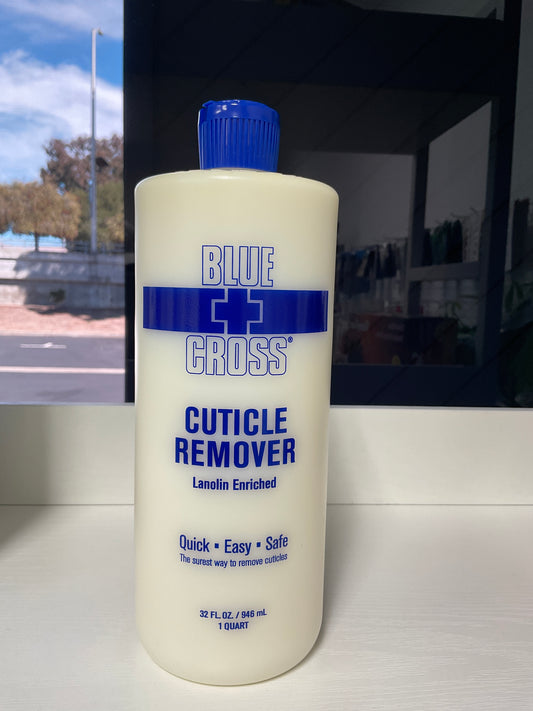 BLUE
CROSS®
CUTICLE
REMOVER
Lanolin Enriched
Quick ▪ Easy ▪ Safe
The surest way to remove cuticles
32 FL. OZ. / 946 mL
1 QUART